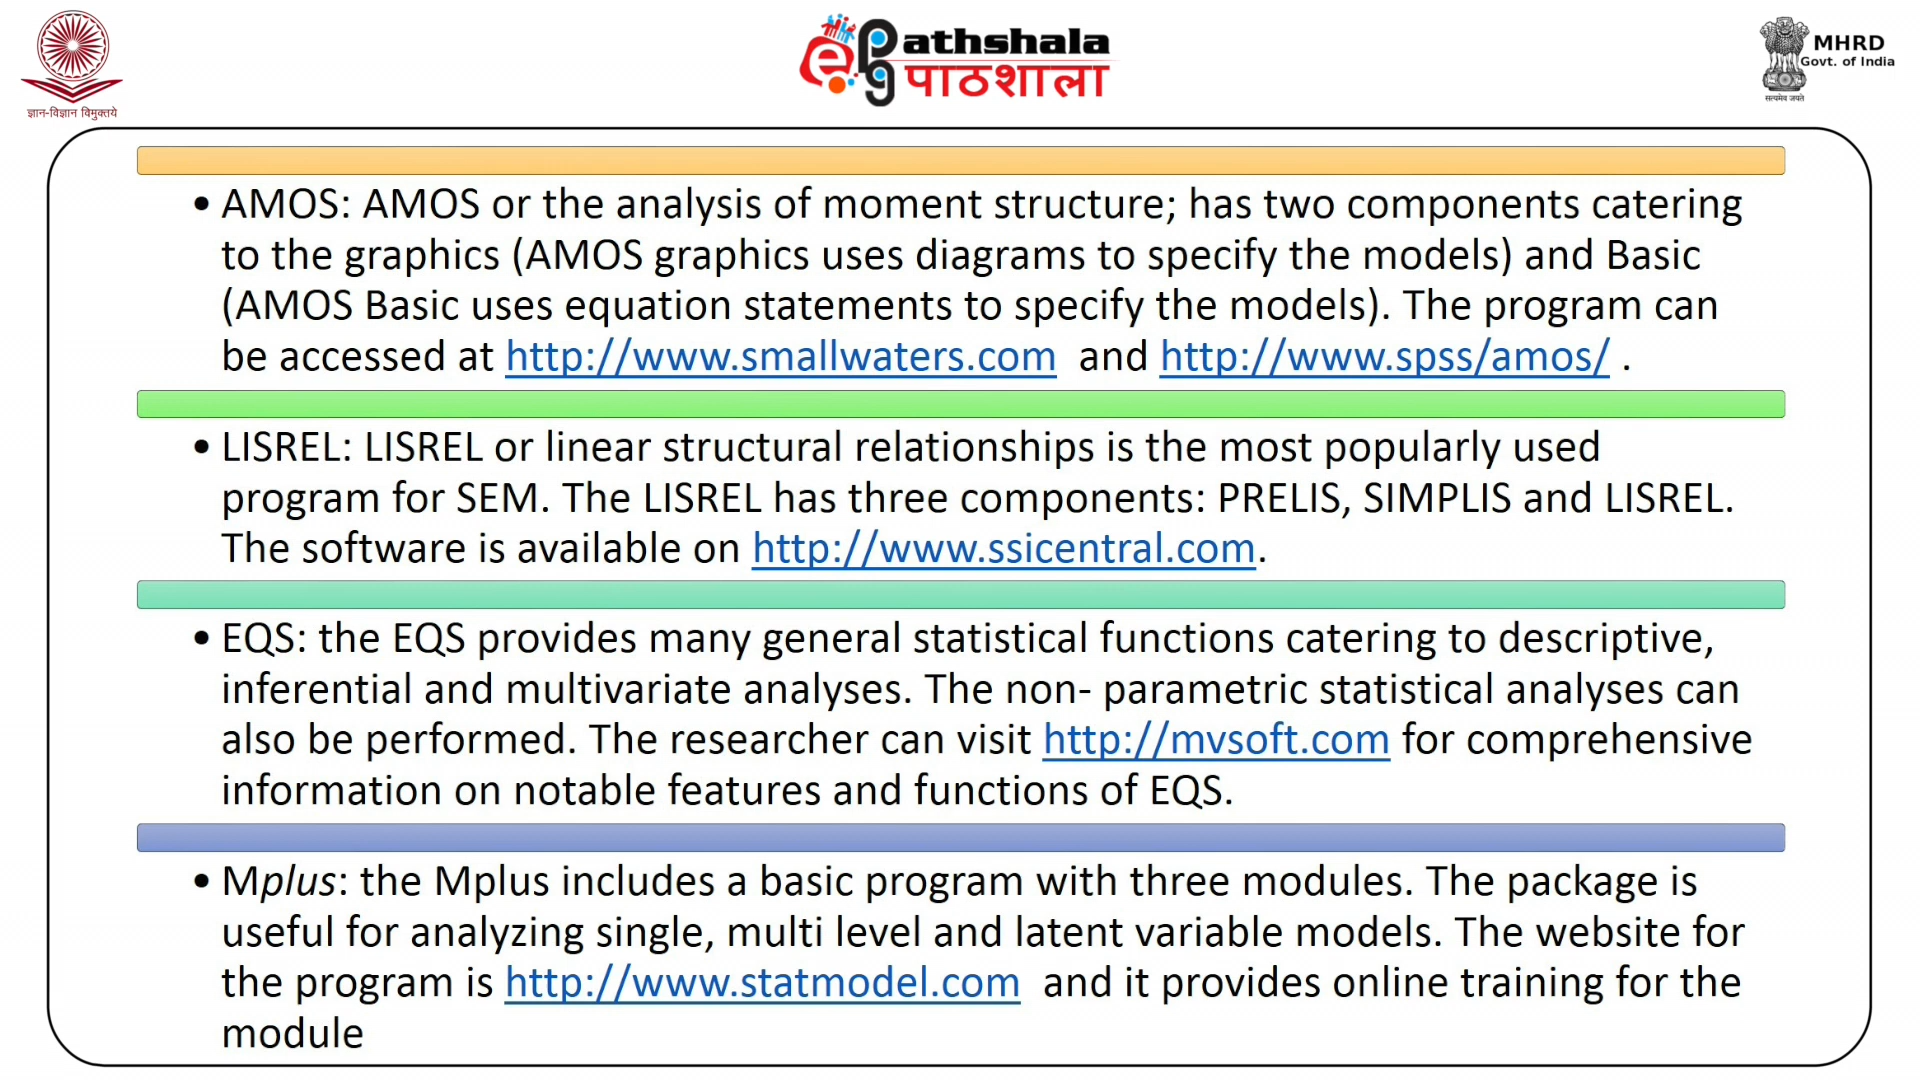 ज्ञान-विज्ञान विमुक्तये
e PG Pathshala
पाठशाला
MHRD
Govt. of India
सत्यमेव जयते
• AMOS: AMOS or the analysis of moment structure; has two components catering
to the graphics (AMOS graphics uses diagrams to specify the models) and Basic
(AMOS Basic uses equation statements to specify the models). The program can
be accessed at http://www.smallwaters.com and http://www.spss/amos/ .
• LISREL: LISREL or linear structural relationships is the most popularly used
program for SEM. The LISREL has three components: PRELIS, SIMPLIS and LISREL.
The software is available on http://www.ssicentral.com.
• EQS: the EQS provides many general statistical functions catering to descriptive,
inferential and multivariate analyses. The non- parametric statistical analyses can
also be performed. The researcher can visit http://mvsoft.com for comprehensive
information on notable features and functions of EQS.
• Mplus: the Mplus includes a basic program with three modules. The package is
useful for analyzing single, multi level and latent variable models. The website for
the program is http://www.statmodel.com and it provides online training for the
module